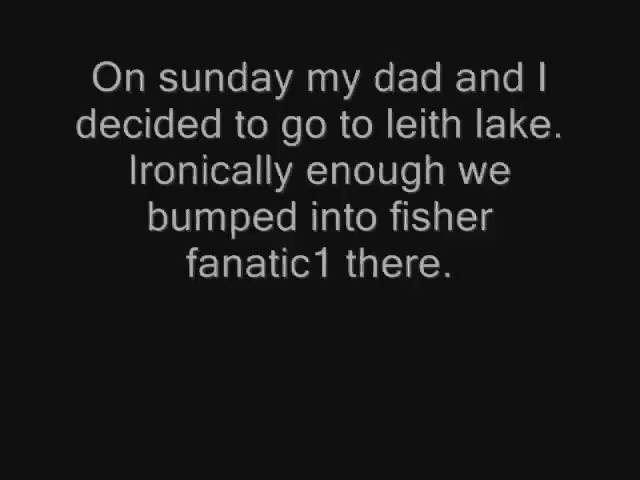 On sunday my dad and I
decided to go to leith lake.
Ironically enough we
bumped into fisher
fanatic1 there.